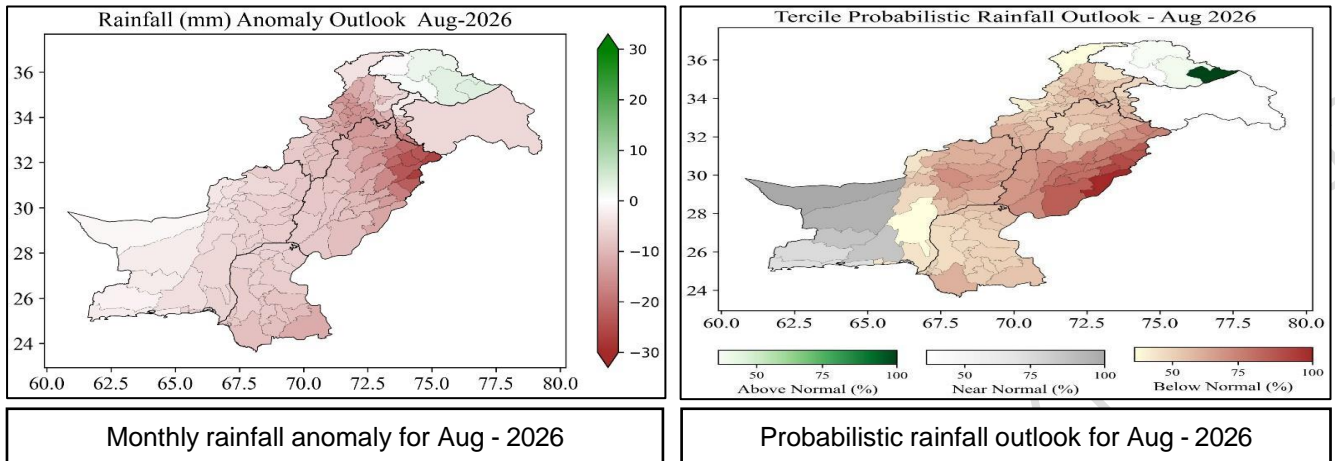 Rainfall (mm) Anomaly Outlook Aug-2026
36
34
32
30
28
26
24
60.0 62.5 65.0 67.5 70.0 72.5 75.0 77.5 80.0
30
20
10
0
−10
−20
−30
Monthly rainfall anomaly for Aug - 2026
Tercile Probabilistic Rainfall Outlook - Aug 2026
36
34
32
30
28
26
24
60.0 62.5 65.0 67.5 70.0 72.5 75.0 77.5 80.0
50 75 100
Above Normal (%)
50 75 100
Near Normal (%)
50 75 100
Below Normal (%)
Probabilistic rainfall outlook for Aug - 2026